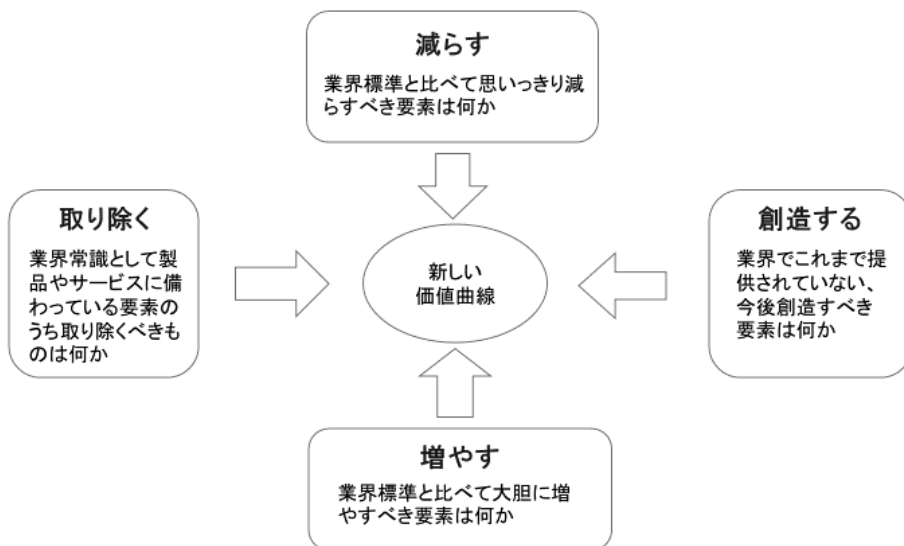 減らす
業界標準と比べて思いっきり減
らすべき要素は何か
取り除く
業界常識として製
品やサービスに備
わっている要素の
うち取り除くべきも
のは何か
新しい
価値曲線
創造する
業界でこれまで提
供されていない、
今後創造すべき
要素は何か
増やす
業界標準と比べて大胆に増
やすべき要素は何か